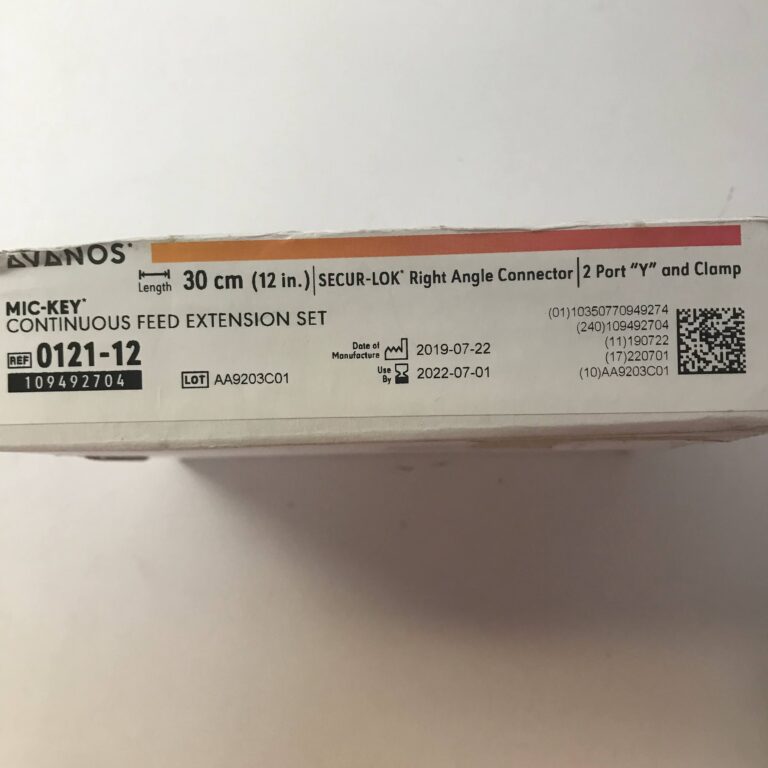 AVANOS*
Length 30 cm (12 in.) | SECUR-LOK* Right Angle Connector | 2 Port "Y" and Clamp
MIC-KEY*
CONTINUOUS FEED EXTENSION SET
REF 0121-12
109492704
LOT AA9203C01
Date of Manufacture 2019-07-22
Use By 2022-07-01
(01)10350770949274
(240)109492704
(11)190722
(17)220701
(10)AA9203C01